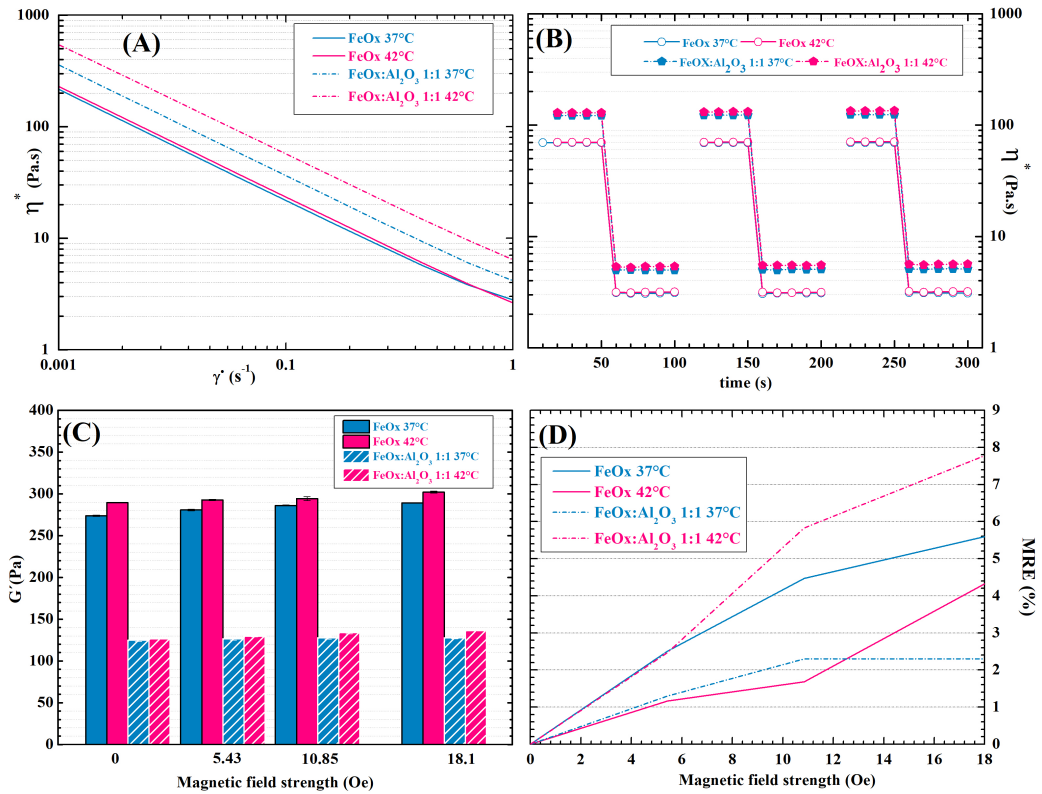 (A)
FeOx 37°C
FeOx 42°C
FeOx:Al₂O₃ 1:1 37°C
FeOx:Al₂O₃ 1:1 42°C
1000
100
10
1
η* (Pa.s)
0.001
0.1
1
γ• (s⁻¹)
(B)
FeOx 37°C
FeOx 42°C
FeOX:Al₂O₃ 1:1 37°C
FeOX:Al₂O₃ 1:1 42°C
1000
100
10
1
η* (Pa.s)
50
100
150
200
250
300
time (s)
(C)
FeOx 37°C
FeOx 42°C
FeOx:Al₂O₃ 1:1 37°C
FeOx:Al₂O₃ 1:1 42°C
400
350
300
250
200
150
100
50
0
G´(Pa)
0
5.43
10.85
18.1
Magnetic field strength (Oe)
(D)
FeOx 37°C
FeOx 42°C
FeOx:Al₂O₃ 1:1 37°C
FeOx:Al₂O₃ 1:1 42°C
9
8
7
6
5
4
3
2
1
0
MRE (%)
0
2
4
6
8
10
12
14
16
18
Magnetic field strength (Oe)